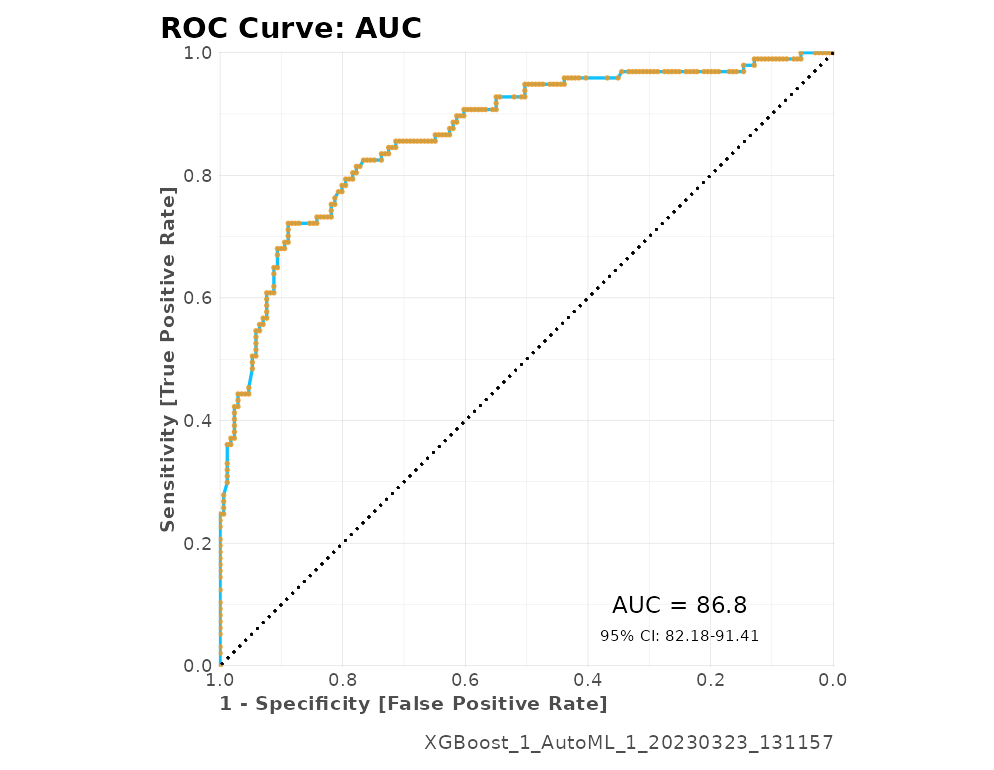 ROC Curve: AUC
Sensitivity [True Positive Rate]
1.0
0.8
0.6
0.4
0.2
0.0
AUC = 86.8
95% CI: 82.18-91.41
1.0 0.8 0.6 0.4 0.2 0.0
1 - Specificity [False Positive Rate]
XGBoost_1_AutoML_1_20230323_131157